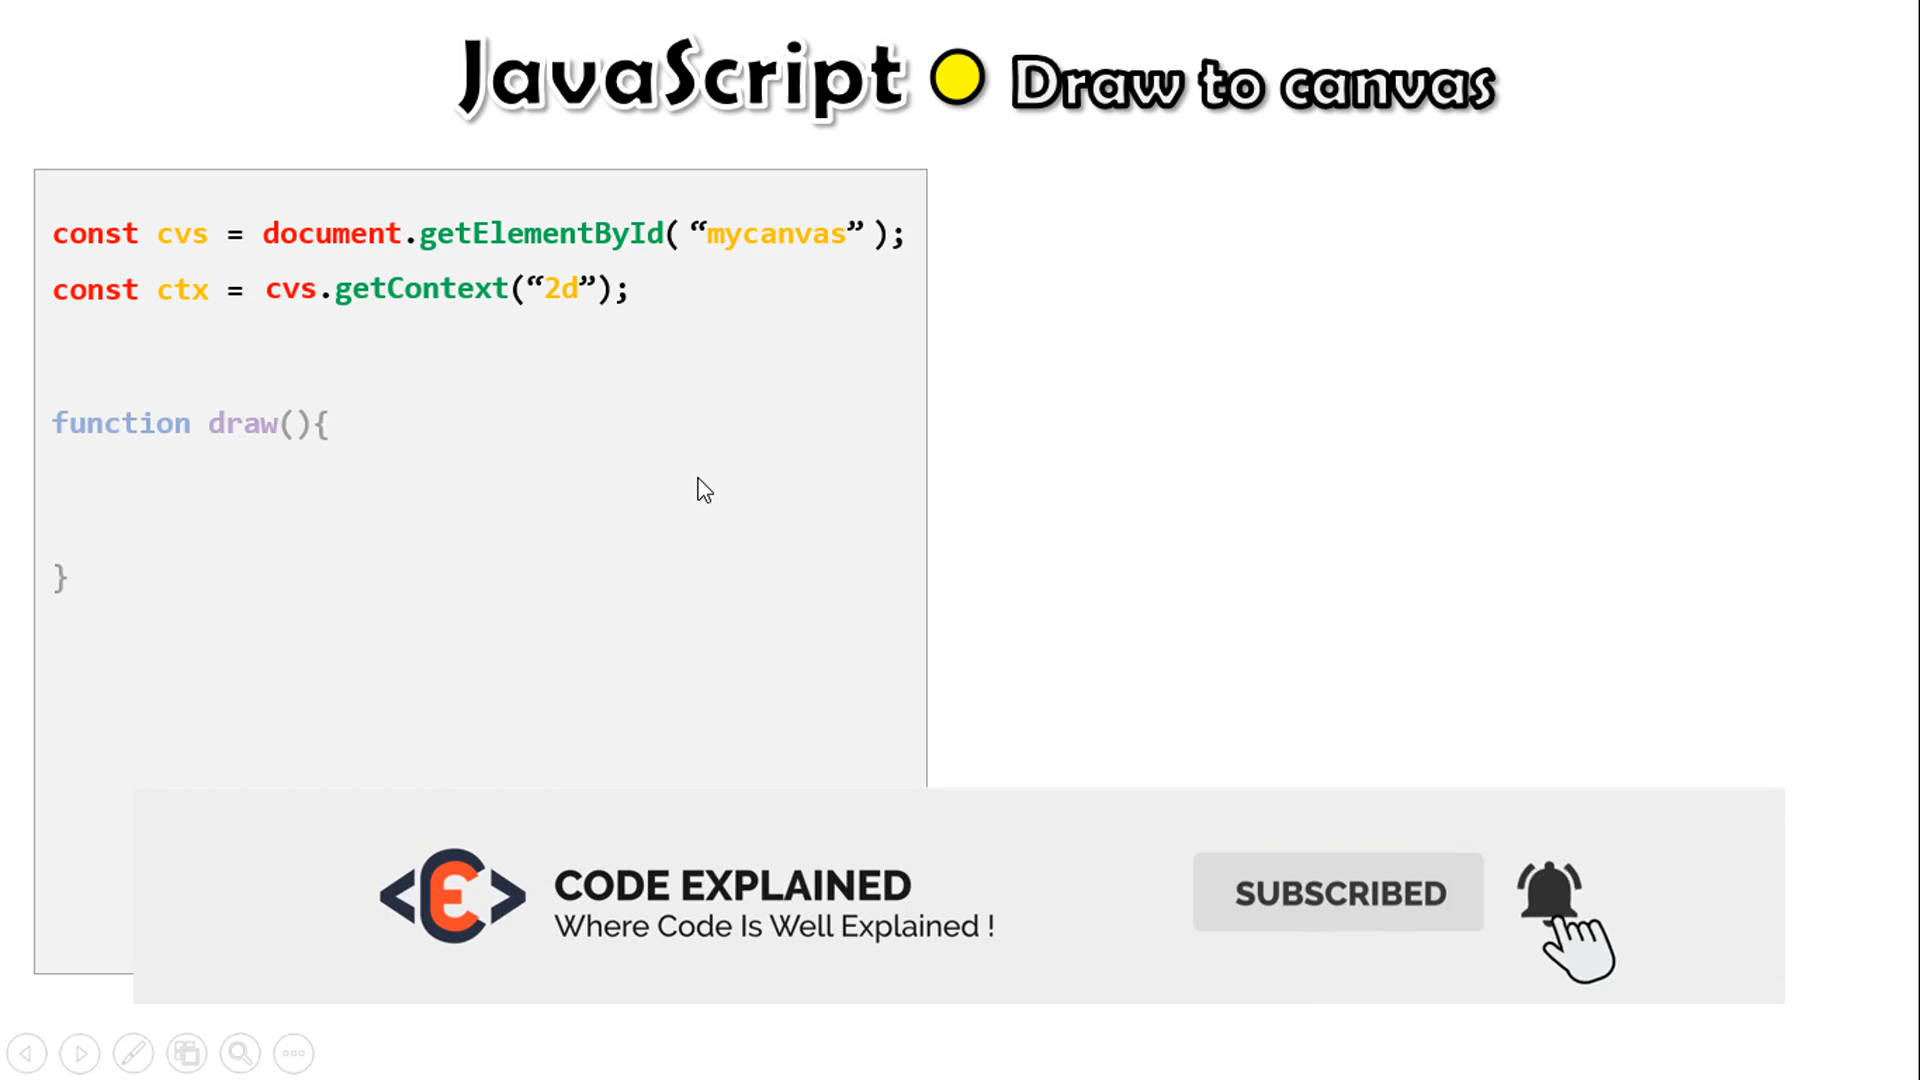 JavaScript Draw to canvas
const cvs = document.getElementById( “mycanvas” );
const ctx = cvs.getContext(“2d”);
function draw(){
}
CODE EXPLAINED
Where Code Is Well Explained !
SUBSCRIBED